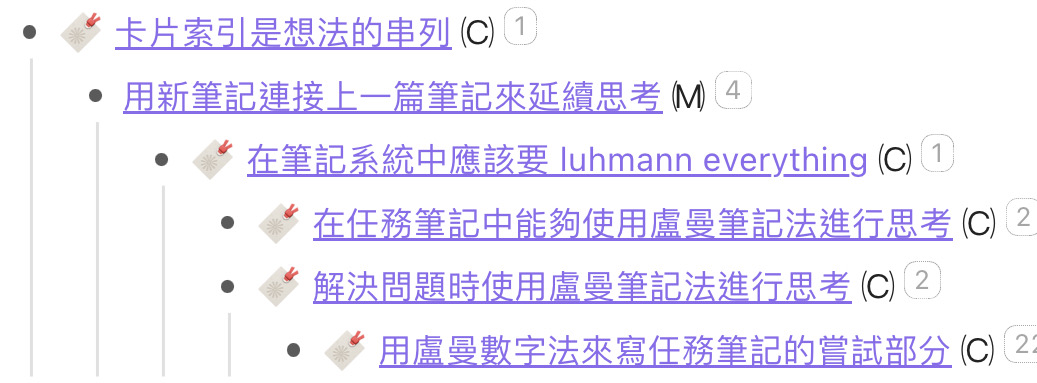 卡片索引是想法的串列 (C) 1
用新筆記連接上一篇筆記來延續思考 (M) 4
在筆記系統中應該要 luhmann everything (C) 1
在任務筆記中能夠使用盧曼筆記法進行思考 (C) 2
解決問題時使用盧曼筆記法進行思考 (C) 2
用盧曼數字法來寫任務筆記的嘗試部分 (C) 22